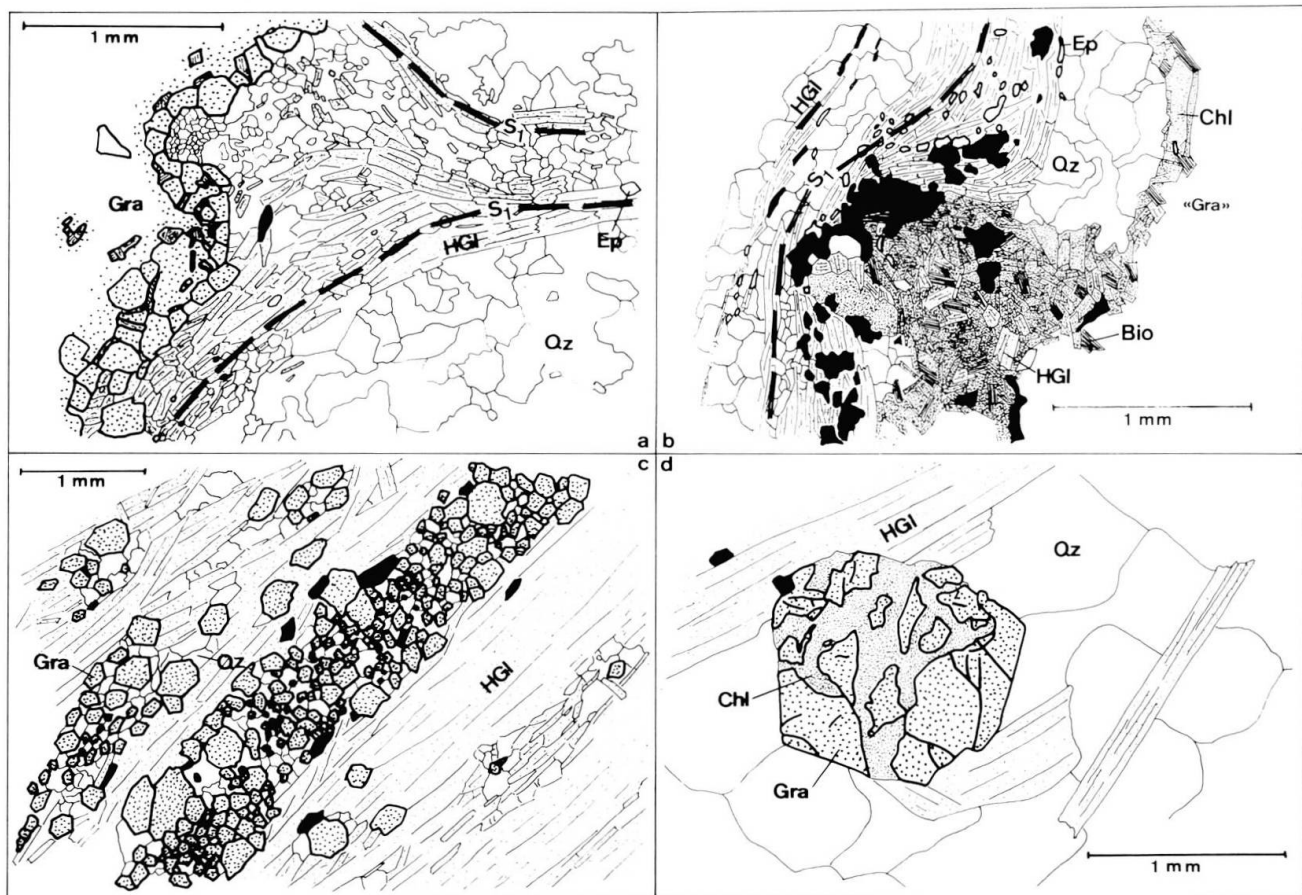 1 mm
Gra
S₁
S₁
HGl
Ep
Qz
a
1 mm
HGl
S₁
Ep
Chl
Qz
«Gra»
Bio
HGl
b
1 mm
Gra
Qz
HGl
c
HGl
Qz
Chl
Gra
1 mm
d